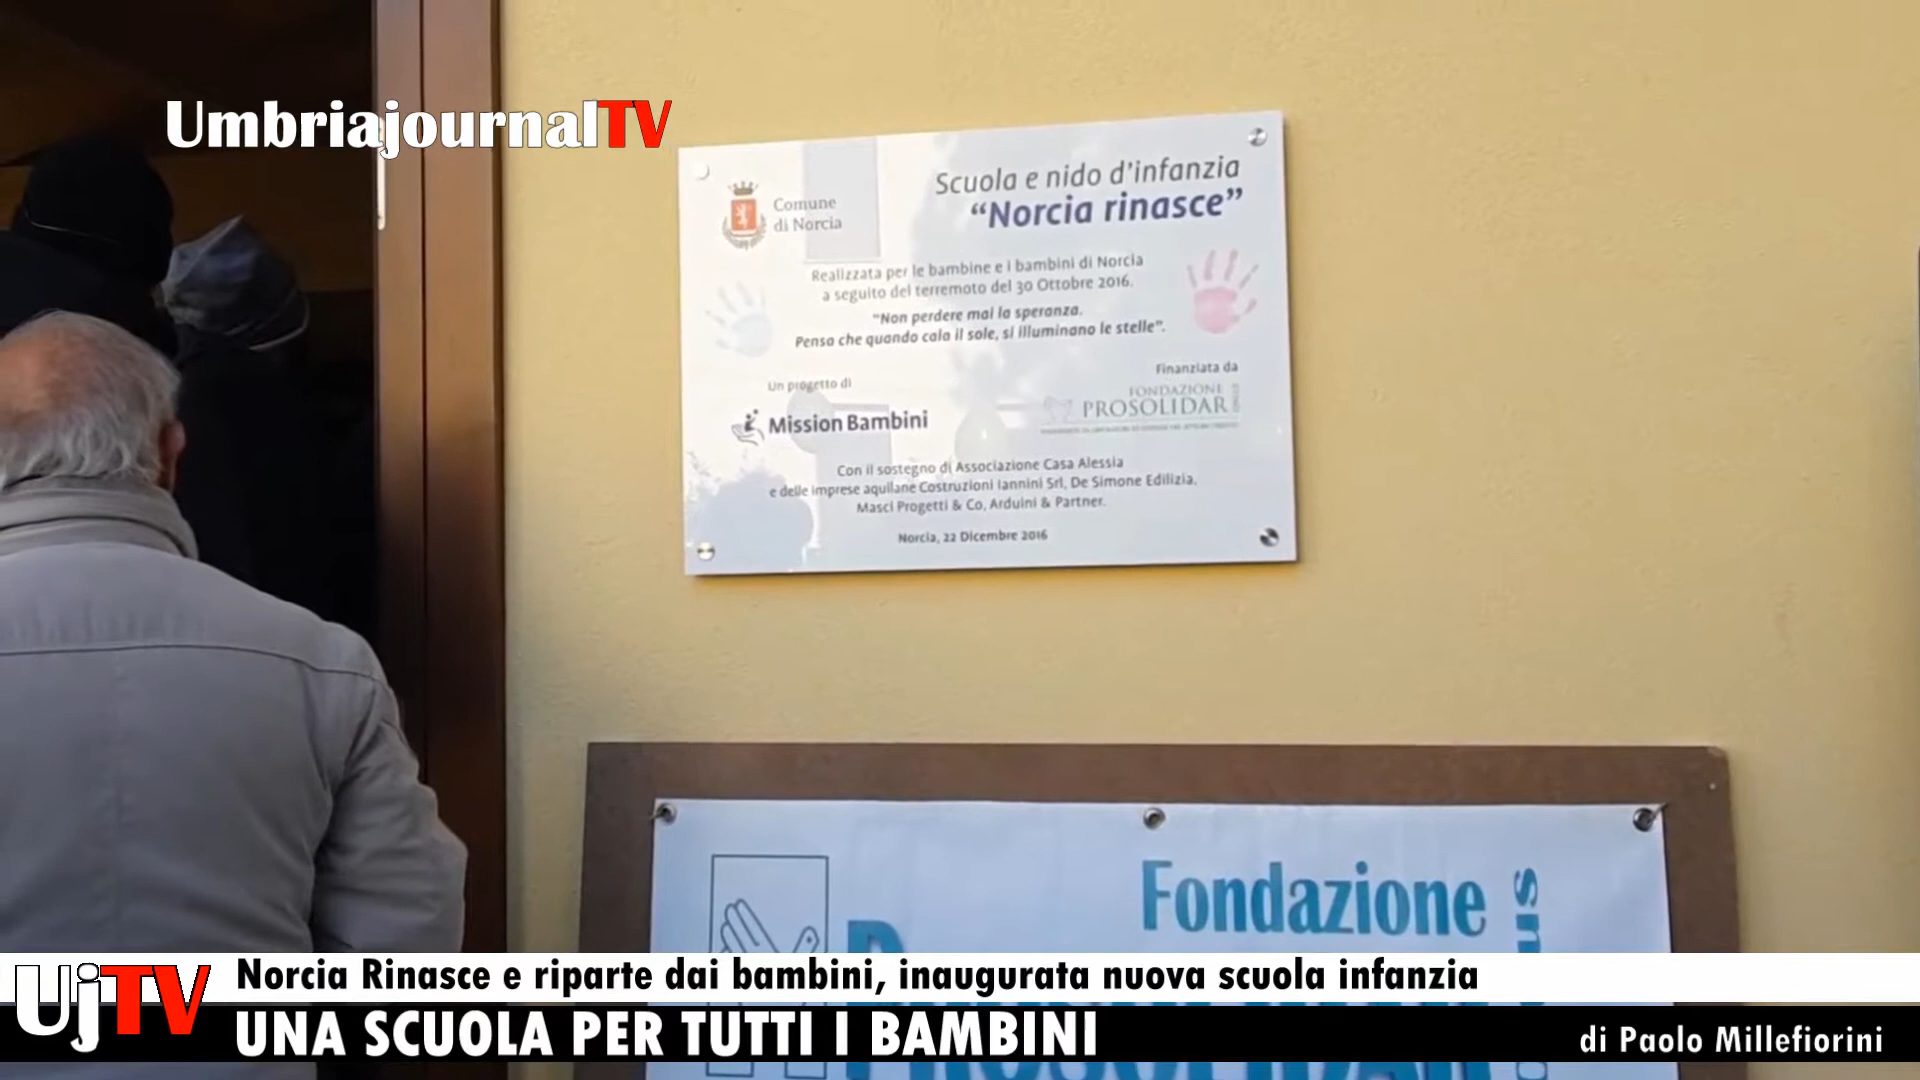 UmbriajournalTV
Comune
di Norcia
Scuola e nido d'infanzia
“Norcia rinasce”
Realizzata per le bambine e i bambini di Norcia
a seguito del terremoto del 30 Ottobre 2016.
“Non perdere mai la speranza.
Pensa che quando cala il sole, si illuminano le stelle”.
Un progetto di
Mission Bambini
Finanziata da
FONDAZIONE
PROSOLIDAR
Con il sostegno di Associazione Casa Alessia
e delle imprese aquilane Costruzioni Iannini Srl, De Simone Edilizia,
Masci Progetti & Co, Arduini & Partner.
Norcia, 22 Dicembre 2016
Fondazione
UjTV
Norcia Rinasce e riparte dai bambini, inaugurata nuova scuola infanzia
UNA SCUOLA PER TUTTI I BAMBINI
di Paolo Millefiorini